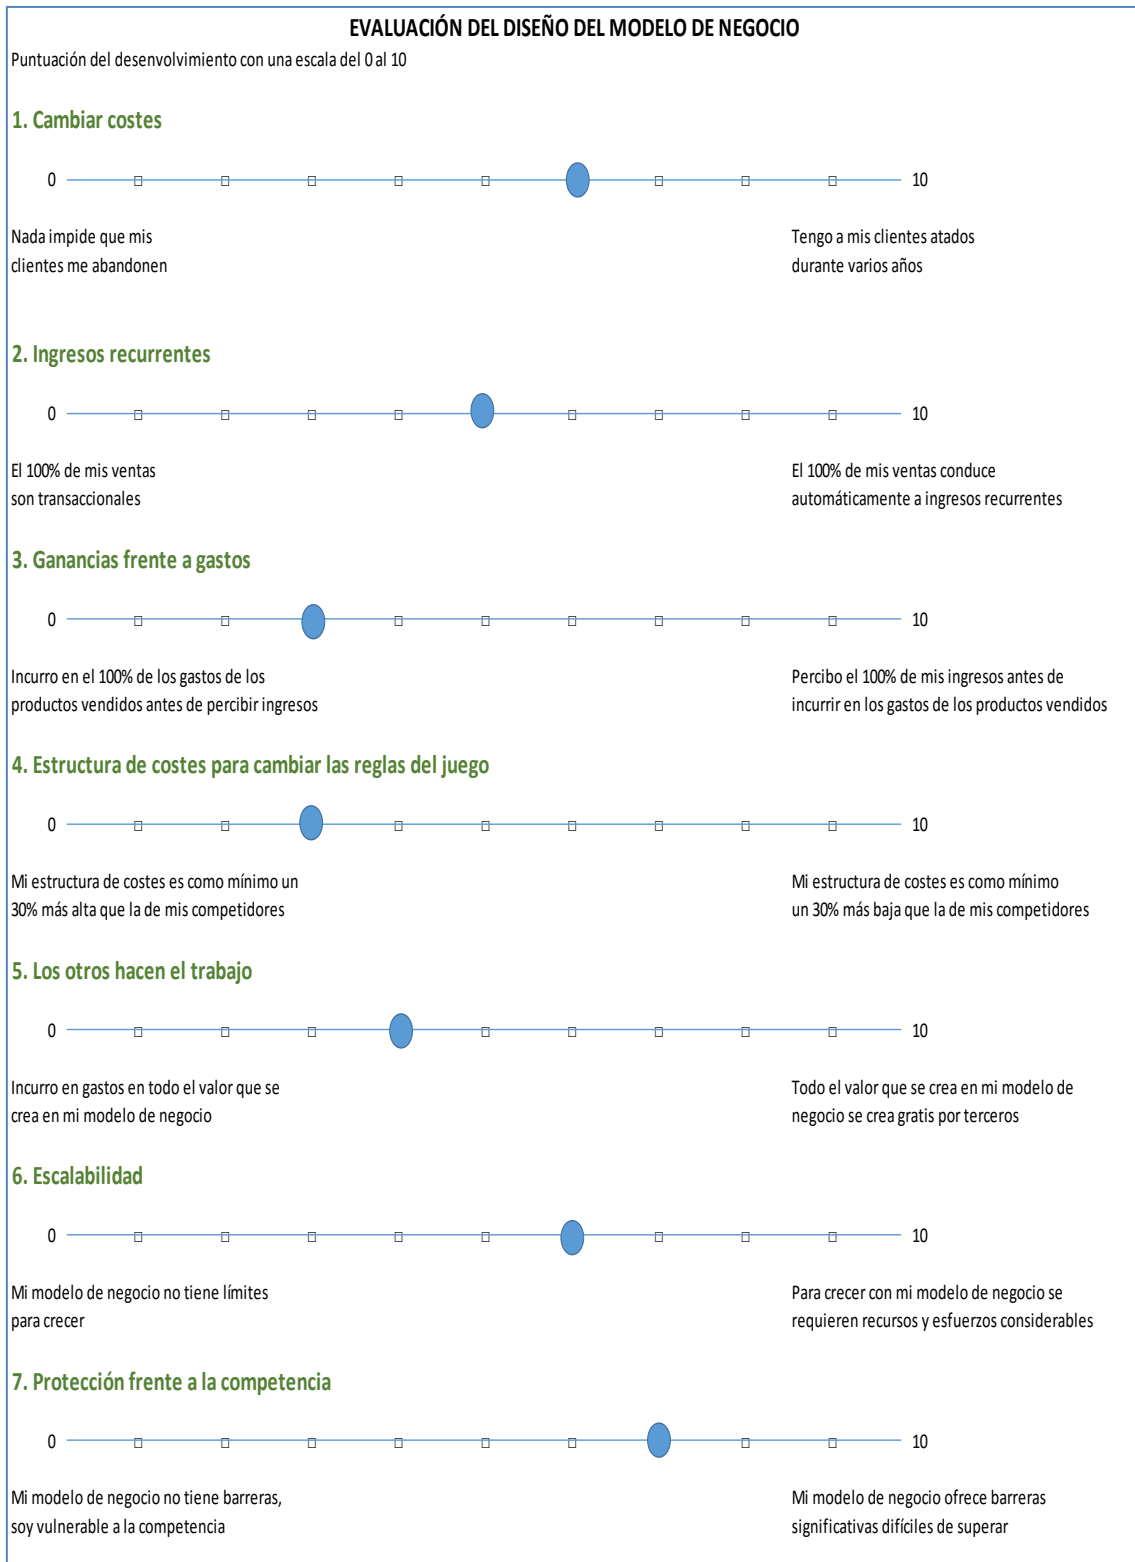 EVALUACIÓN DEL DISEÑO DEL MODELO DE NEGOCIO
Puntuación del desenvolvimiento con una escala del 0 al 10
1. Cambiar costes
0 10
Nada impide que mis
clientes me abandonen
Tengo a mis clientes atados
durante varios años
2. Ingresos recurrentes
0 10
El 100% de mis ventas
son transaccionales
El 100% de mis ventas conduce
automáticamente a ingresos recurrentes
3. Ganancias frente a gastos
0 10
Incurro en el 100% de los gastos de los
productos vendidos antes de percibir ingresos
Percibo el 100% de mis ingresos antes de
incurrir en los gastos de los productos vendidos
4. Estructura de costes para cambiar las reglas del juego
0 10
Mi estructura de costes es como mínimo un
30% más alta que la de mis competidores
Mi estructura de costes es como mínimo
un 30% más baja que la de mis competidores
5. Los otros hacen el trabajo
0 10
Incurro en gastos en todo el valor que se
crea en mi modelo de negocio
Todo el valor que se crea en mi modelo de
negocio se crea gratis por terceros
6. Escalabilidad
0 10
Mi modelo de negocio no tiene límites
para crecer
Para crecer con mi modelo de negocio se
requieren recursos y esfuerzos considerables
7. Protección frente a la competencia
0 10
Mi modelo de negocio no tiene barreras,
soy vulnerable a la competencia
Mi modelo de negocio ofrece barreras
significativas difíciles de superar